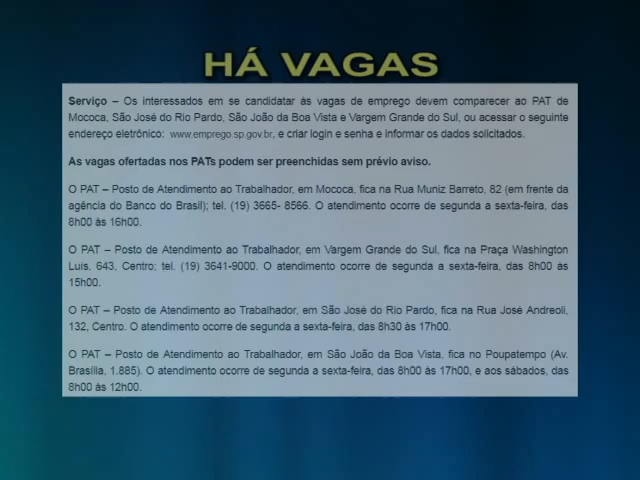 HÁ VAGAS
Serviço – Os interessados em se candidatar às vagas de emprego devem comparecer ao PAT de
Mococa, São José do Rio Pardo, São João da Boa Vista e Vargem Grande do Sul, ou acessar o seguinte
endereço eletrônico: www.emprego.sp.gov.br, e criar login e senha e informar os dados solicitados.
As vagas ofertadas nos PATs podem ser preenchidas sem prévio aviso.
O PAT – Posto de Atendimento ao Trabalhador, em Mococa, fica na Rua Muniz Barreto, 82 (em frente da
agência do Banco do Brasil); tel. (19) 3665- 8566. O atendimento ocorre de segunda a sexta-feira, das
8h00 às 16h00.
O PAT – Posto de Atendimento ao Trabalhador, em Vargem Grande do Sul, fica na Praça Washington
Luís, 643, Centro; tel. (19) 3641-9000. O atendimento ocorre de segunda a sexta-feira, das 8h00 às
15h00.
O PAT – Posto de Atendimento ao Trabalhador, em São José do Rio Pardo, fica na Rua José Andreoli,
132, Centro. O atendimento ocorre de segunda a sexta-feira, das 8h30 às 17h00.
O PAT – Posto de Atendimento ao Trabalhador, em São João da Boa Vista, fica no Poupatempo (Av.
Brasília, 1.885). O atendimento ocorre de segunda a sexta-feira, das 8h00 às 17h00, e aos sábados, das
8h00 às 12h00.